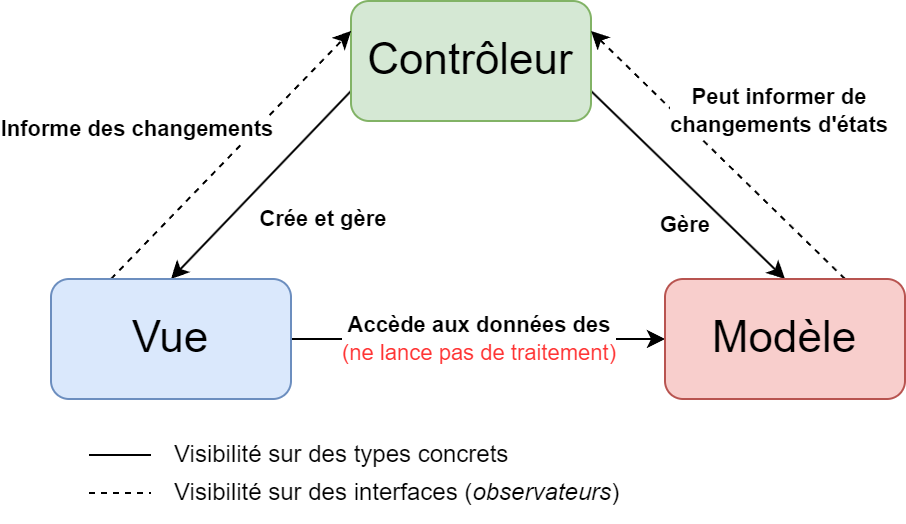 Contrôleur
Peut informer de
changements d'états
Informe des changements
Crée et gère
Gère
Vue
Accède aux données des
(ne lance pas de traitement)
Modèle
Visibilité sur des types concrets
Visibilité sur des interfaces (observateurs)